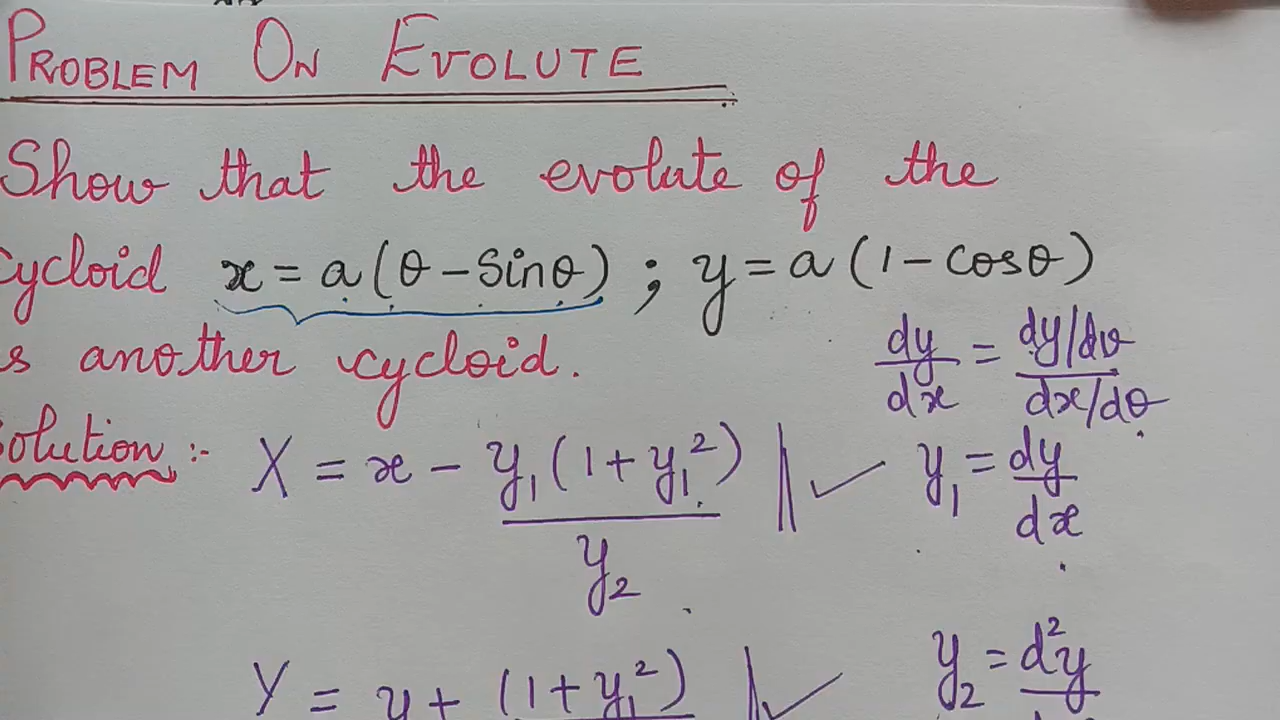 PROBLEM ON EVOLUTE
Show that the evolute of the
cycloid x = a(θ - Sinθ) ; y = a(1 - cosθ)
is another cycloid.
dy/dx = (dy/dθ)/(dx/dθ)
Solution :-
X = x - y₁(1+y₁²)/y₂
y₁ = dy/dx
Y = y + (1+y₁²)
y₂ = d²y